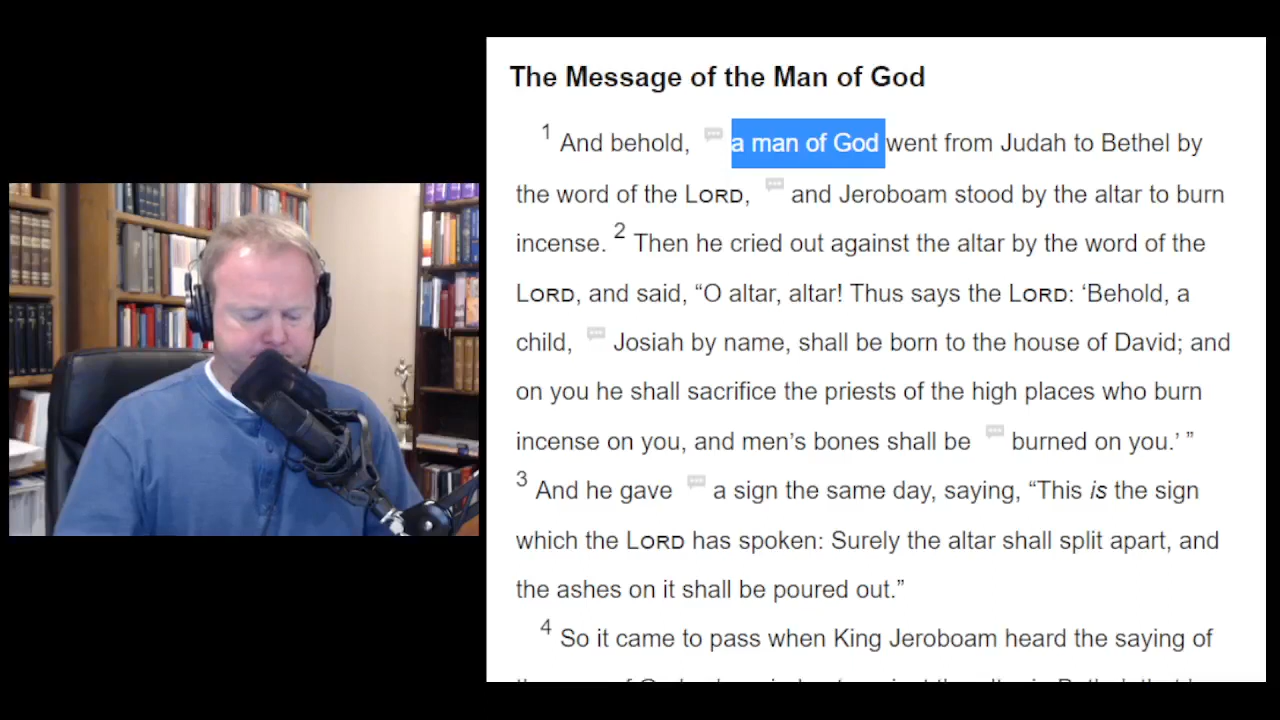 The Message of the Man of God
1 And behold, a man of God went from Judah to Bethel by
the word of the LORD, and Jeroboam stood by the altar to burn
incense. 2 Then he cried out against the altar by the word of the
LORD, and said, “O altar, altar! Thus says the LORD: ‘Behold, a
child, Josiah by name, shall be born to the house of David; and
on you he shall sacrifice the priests of the high places who burn
incense on you, and men’s bones shall be burned on you.’ ”
3 And he gave a sign the same day, saying, “This is the sign
which the LORD has spoken: Surely the altar shall split apart, and
the ashes on it shall be poured out.”
4 So it came to pass when King Jeroboam heard the saying of